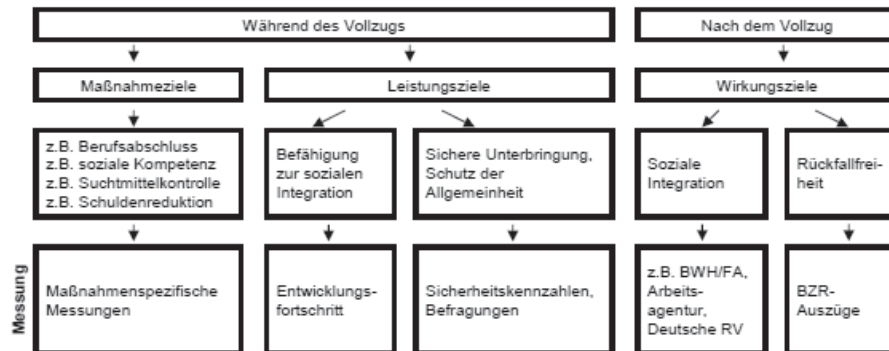 Während des Vollzugs
Nach dem Vollzug
Maßnahmeziele
Leistungsziele
Wirkungsziele
z.B. Berufsabschluss
z.B. soziale Kompetenz
z.B. Suchtmittelkontrolle
z.B. Schuldenreduktion
Befähigung
zur sozialen
Integration
Sichere Unterbringung,
Schutz der
Allgemeinheit
Soziale
Integration
Rückfallfrei-
heit
Messung
Maßnahmenspezifische
Messungen
Entwicklungs-
fortschritt
Sicherheitskennzahlen,
Befragungen
z.B. BWH/FA,
Arbeits-
agentur,
Deutsche RV
BZR-
Auszüge